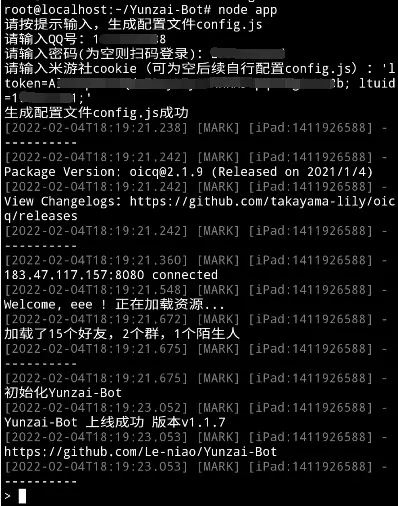 root@localhost:~/Yunzai-Bot# node app
请按提示输入，生成配置文件config.js
请输入QQ号：1 8
请输入密码(为空则扫码登录)：
请输入米游社cookie（可为空后续自行配置config.js）：'l
token=A b; ltuid
=1 1;'
生成配置文件config.js成功
[2022-02-04T18:19:21.238] [MARK] [iPad:1411926588] -
----------
[2022-02-04T18:19:21.242] [MARK] [iPad:1411926588] -
Package Version: oicq@2.1.9 (Released on 2021/1/4)
[2022-02-04T18:19:21.242] [MARK] [iPad:1411926588] -
View Changelogs：https://github.com/takayama-lily/oic
q/releases
[2022-02-04T18:19:21.242] [MARK] [iPad:1411926588] -
----------
[2022-02-04T18:19:21.360] [MARK] [iPad:1411926588] -
183.47.117.157:8080 connected
[2022-02-04T18:19:21.548] [MARK] [iPad:1411926588] -
Welcome, eee ! 正在加载资源...
[2022-02-04T18:19:21.672] [MARK] [iPad:1411926588] -
加载了15个好友，2个群，1个陌生人
[2022-02-04T18:19:21.675] [MARK] [iPad:1411926588] -
----------
[2022-02-04T18:19:21.675] [MARK] [iPad:1411926588] -
初始化Yunzai-Bot
[2022-02-04T18:19:23.052] [MARK] [iPad:1411926588] -
Yunzai-Bot 上线成功 版本v1.1.7
[2022-02-04T18:19:23.052] [MARK] [iPad:1411926588] -
https://github.com/Le-niao/Yunzai-Bot
[2022-02-04T18:19:23.052] [MARK] [iPad:1411926588] -
----------
>